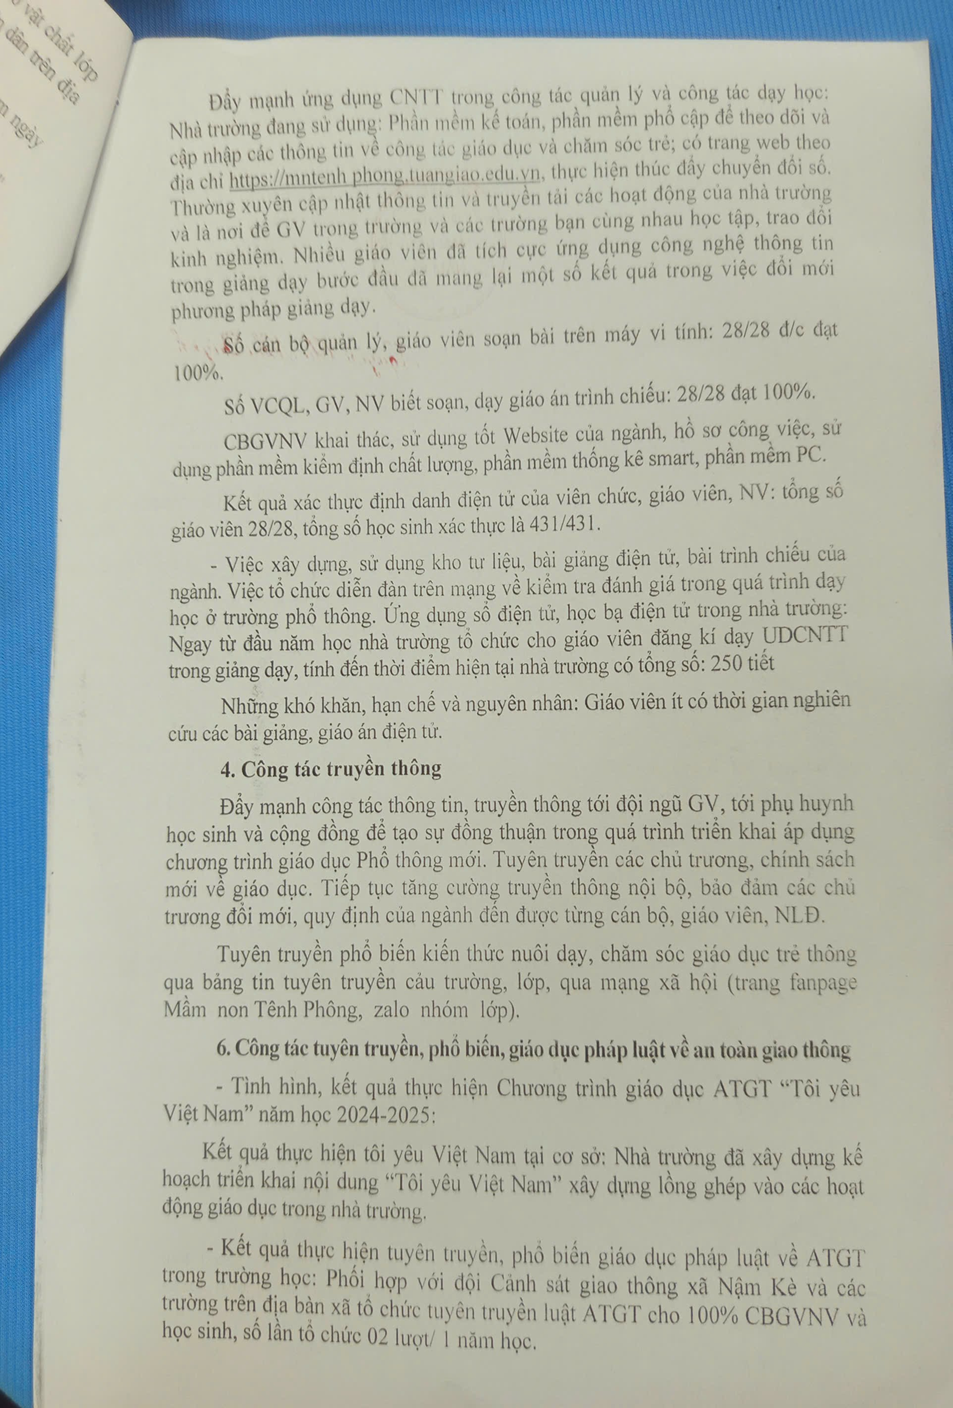 vật chất lớp
dân trên địa
ngày
Đẩy mạnh ứng dụng CNTT trong công tác quản lý và công tác dạy học:
Nhà trường đang sử dụng: Phần mềm kế toán, phần mềm phổ cập để theo dõi và
cập nhập các thông tin về công tác giáo dục và chăm sóc trẻ; có trang web theo
địa chỉ https://mntenh phong.tuangiao.edu.vn, thực hiện thúc đẩy chuyển đổi số.
Thường xuyên cập nhật thông tin và truyền tải các hoạt động của nhà trường
và là nơi để GV trong trường và các trường bạn cùng nhau học tập, trao đổi
kinh nghiệm. Nhiều giáo viên đã tích cực ứng dụng công nghệ thông tin
trong giảng dạy bước đầu đã mang lại một số kết quả trong việc đổi mới
phương pháp giảng dạy.
Số cán bộ quản lý, giáo viên soạn bài trên máy vi tính: 28/28 đ/c đạt
100%.
Số VCQL, GV, NV biết soạn, dạy giáo án trình chiếu: 28/28 đạt 100%.
CBGVNV khai thác, sử dụng tốt Website của ngành, hồ sơ công việc, sử
dụng phần mềm kiểm định chất lượng, phần mềm thống kê smart, phần mềm PC.
Kết quả xác thực định danh điện tử của viên chức, giáo viên, NV: tổng số
giáo viên 28/28, tổng số học sinh xác thực là 431/431.
- Việc xây dựng, sử dụng kho tư liệu, bài giảng điện tử, bài trình chiếu của
ngành. Việc tổ chức diễn đàn trên mạng về kiểm tra đánh giá trong quá trình dạy
học ở trường phổ thông. Ứng dụng sổ điện tử, học bạ điện tử trong nhà trường:
Ngay từ đầu năm học nhà trường tổ chức cho giáo viên đăng kí dạy UDCNTT
trong giảng dạy, tính đến thời điểm hiện tại nhà trường có tổng số: 250 tiết
Những khó khăn, hạn chế và nguyên nhân: Giáo viên ít có thời gian nghiên
cứu các bài giảng, giáo án điện tử.
4. Công tác truyền thông
Đẩy mạnh công tác thông tin, truyền thông tới đội ngũ GV, tới phụ huynh
học sinh và cộng đồng để tạo sự đồng thuận trong quá trình triển khai áp dụng
chương trình giáo dục Phổ thông mới. Tuyên truyền các chủ trương, chính sách
mới về giáo dục. Tiếp tục tăng cường truyền thông nội bộ, bảo đảm các chủ
trương đổi mới, quy định của ngành đến được từng cán bộ, giáo viên, NLĐ.
Tuyên truyền phổ biến kiến thức nuôi dạy, chăm sóc giáo dục trẻ thông
qua bảng tin tuyên truyền cảu trường, lớp, qua mạng xã hội (trang fanpage
Mầm non Tênh Phông, zalo nhóm lớp).
6. Công tác tuyên truyền, phổ biến, giáo dục pháp luật về an toàn giao thông
- Tình hình, kết quả thực hiện Chương trình giáo dục ATGT “Tôi yêu
Việt Nam” năm học 2024-2025:
Kết quả thực hiện tôi yêu Việt Nam tại cơ sở: Nhà trường đã xây dựng kế
hoạch triển khai nội dung “Tôi yêu Việt Nam” xây dựng lồng ghép vào các hoạt
động giáo dục trong nhà trường.
- Kết quả thực hiện tuyên truyền, phổ biến giáo dục pháp luật về ATGT
trong trường học: Phối hợp với đội Cảnh sát giao thông xã Nậm Kè và các
trường trên địa bàn xã tổ chức tuyên truyền luật ATGT cho 100% CBGVNV và
học sinh, số lần tổ chức 02 lượt/ 1 năm học.